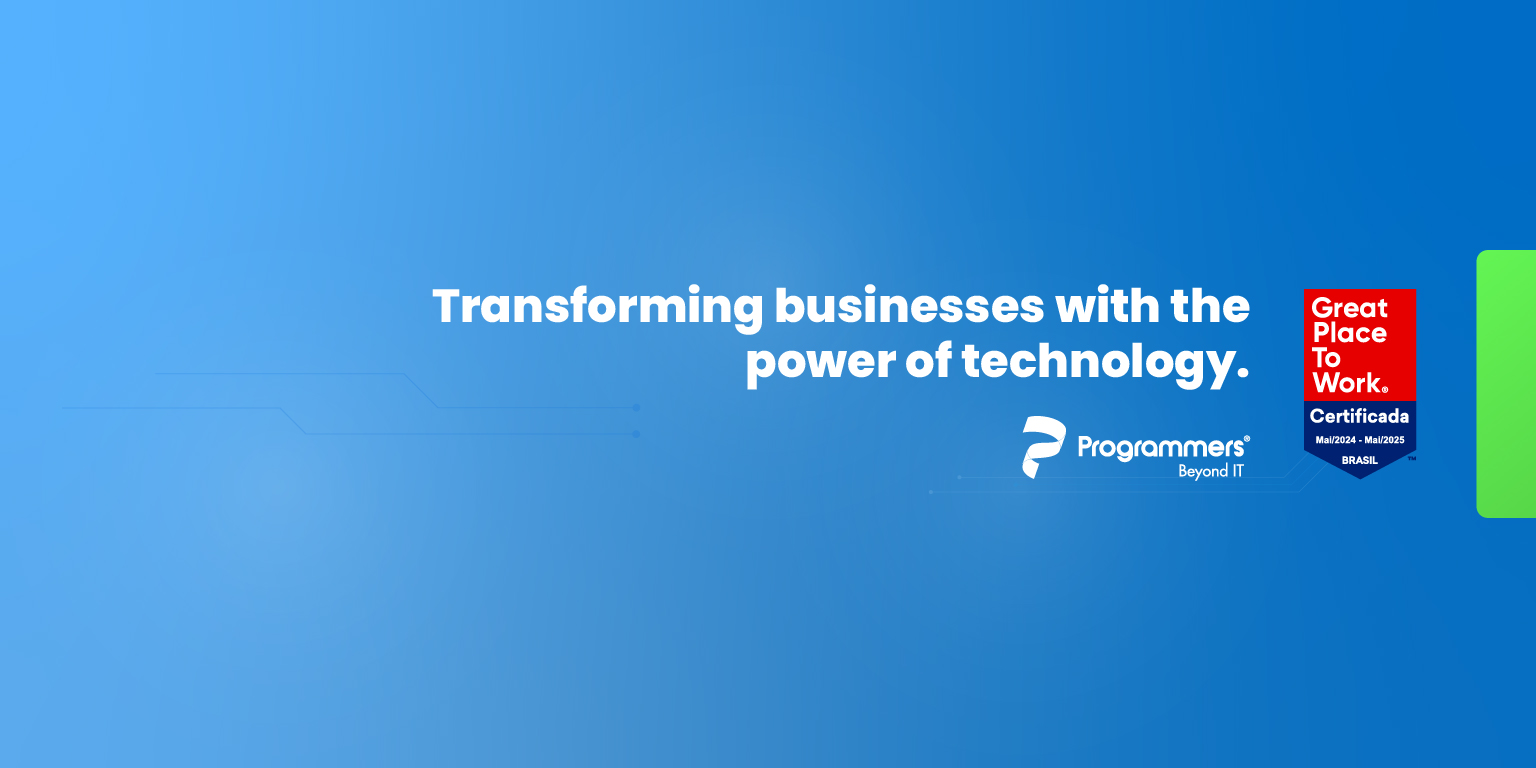 Transforming businesses with the
power of technology.
Programmers®
Beyond IT
Great
Place
To
Work®
Certificada
Mai/2024 - Mai/2025
BRASIL
TM